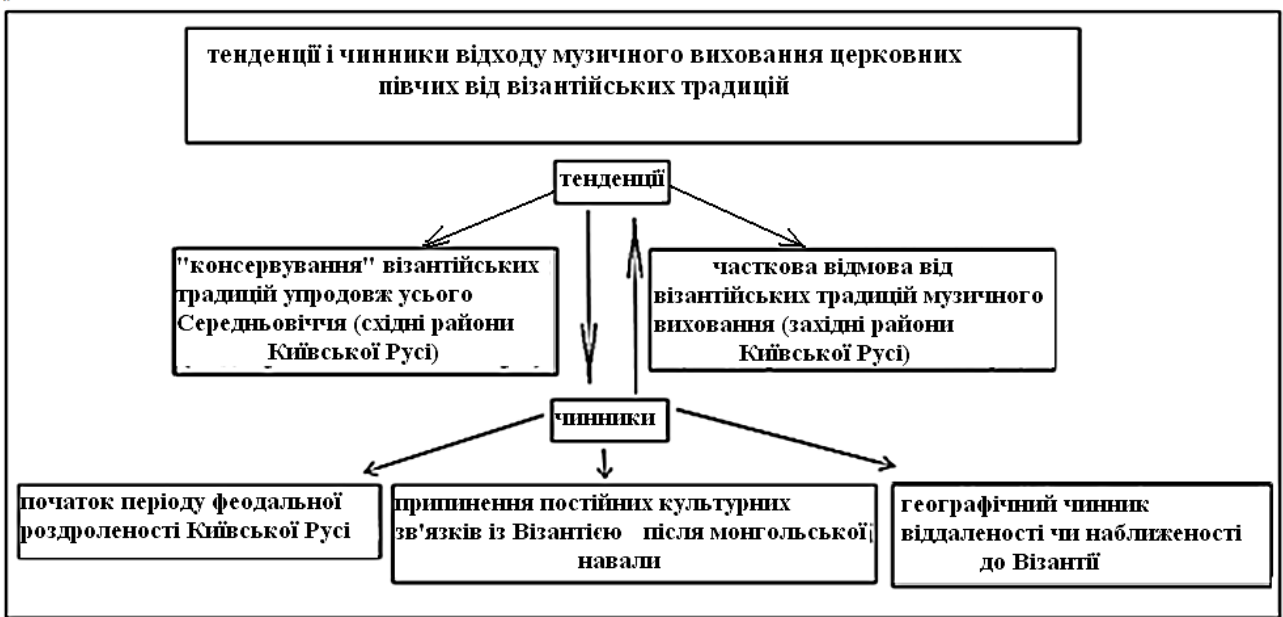 тенденції і чинники відходу музичного виховання церковних
півчих від візантійських традицій
тенденції
"консервування" візантійських
традицій упродовж усього
Середньовіччя (східні райони
Київської Русі)
часткова відмова від
візантійських традицій музичного
виховання (західні райони
Київської Русі)
чинники
початок періоду феодальної
роздроленості Київської Русі
припинення постійних культурних
зв'язків із Візантією після монгольської
навали
географічний чинник
віддаленості чи наближеності
до Візантії